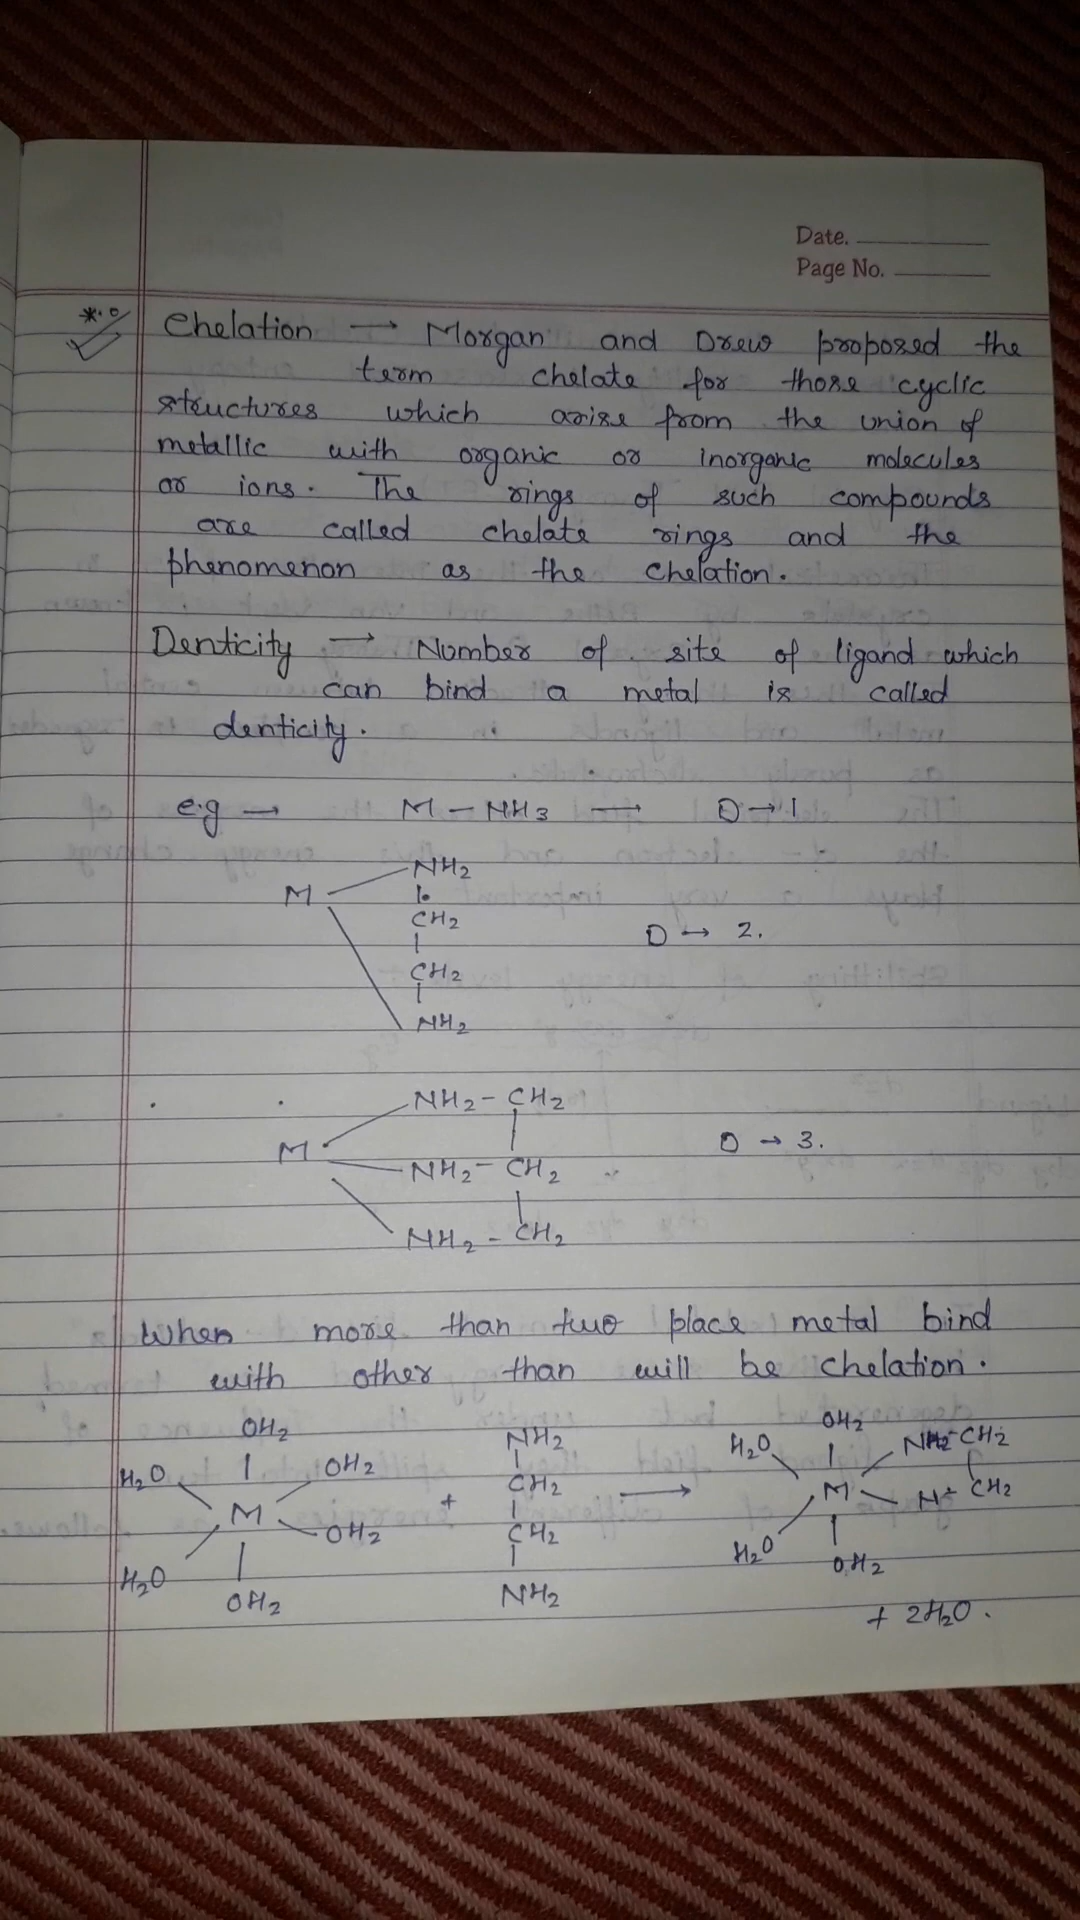 Date.
Page No.
Chelation → Morgan and Drew proposed the
term chelate for those cyclic
structures which arise from the union of
metallic with organic or inorganic molecules
or ions. The rings of such compounds
are called chelate rings and the
phenomenon as the chelation.
Denticity → Number of site of ligand which
can bind a metal is called
denticity.
e.g → M – NH3 → D → 1
NH2
M
CH2
D → 2.
CH2
NH2
NH2 – CH2
M D → 3.
NH2 – CH2
NH2 – CH2
When more than two place metal bind
with other than will be chelation.
OH2 NH2 OH2
H2O OH2 CH2 H2O NH2 – CH2
M + → M CH2
OH2 CH2
H2O H2O OH2
OH2 NH2
+ 2H2O.